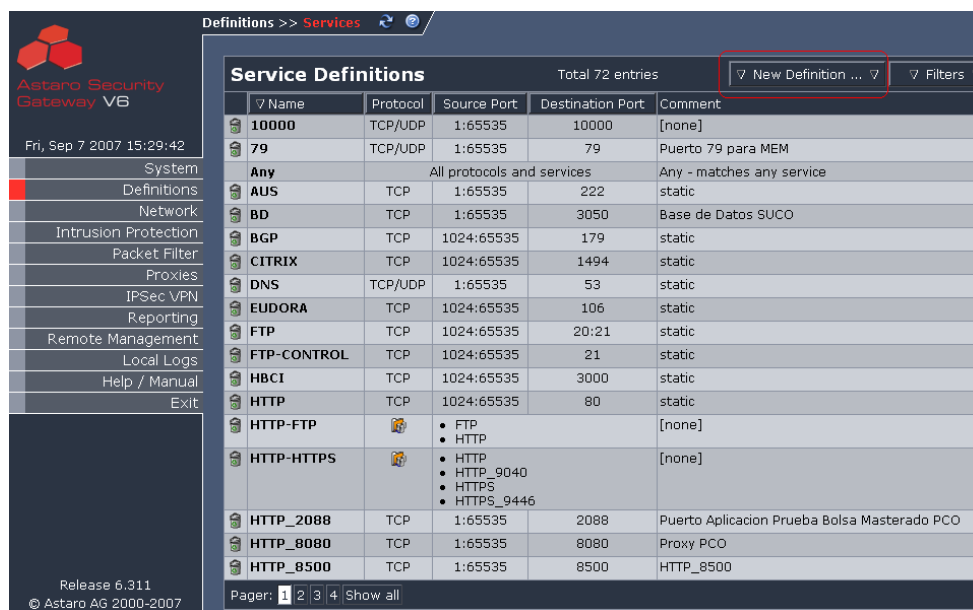 Definitions >> Services
Astaro Security
Gateway V6
Fri, Sep 7 2007 15:29:42
System
Definitions
Network
Intrusion Protection
Packet Filter
Proxies
IPSec VPN
Reporting
Remote Management
Local Logs
Help / Manual
Exit
Release 6.311
© Astaro AG 2000-2007
Service Definitions Total 72 entries New Definition ... Filters
Name Protocol Source Port Destination Port Comment
10000 TCP/UDP 1:65535 10000 [none]
79 TCP/UDP 1:65535 79 Puerto 79 para MEM
Any All protocols and services Any - matches any service
AUS TCP 1:65535 222 static
BD TCP 1:65535 3050 Base de Datos SUCO
BGP TCP 1024:65535 179 static
CITRIX TCP 1024:65535 1494 static
DNS TCP/UDP 1:65535 53 static
EUDORA TCP 1024:65535 106 static
FTP TCP 1024:65535 20:21 static
FTP-CONTROL TCP 1024:65535 21 static
HBCI TCP 1024:65535 3000 static
HTTP TCP 1024:65535 80 static
HTTP-FTP • FTP [none]
• HTTP
HTTP-HTTPS • HTTP [none]
• HTTP_9040
• HTTPS
• HTTPS_9446
HTTP_2088 TCP 1:65535 2088 Puerto Aplicacion Prueba Bolsa Masterado PCO
HTTP_8080 TCP 1:65535 8080 Proxy PCO
HTTP_8500 TCP 1:65535 8500 HTTP_8500
Pager: 1 2 3 4 Show all